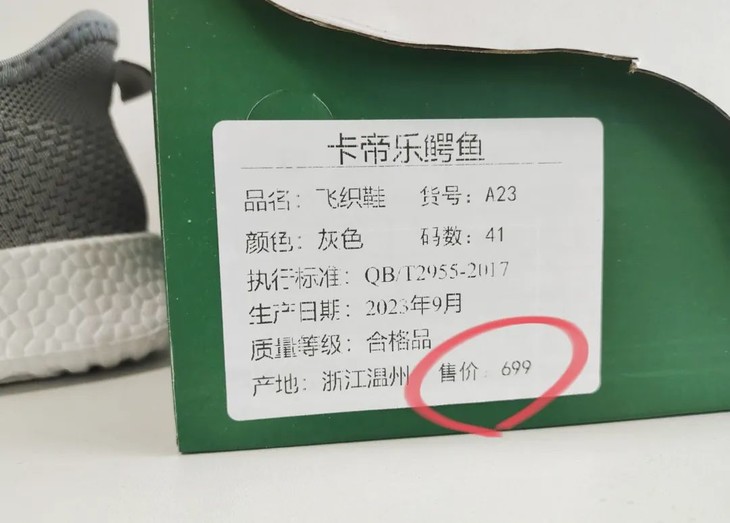 卡帝乐鳄鱼
品名：飞织鞋 货号：A23
颜色：灰色 码数：41
执行标准：QB/T2955-2017
生产日期：2023年9月
质量等级：合格品
产地：浙江温州 售价：699